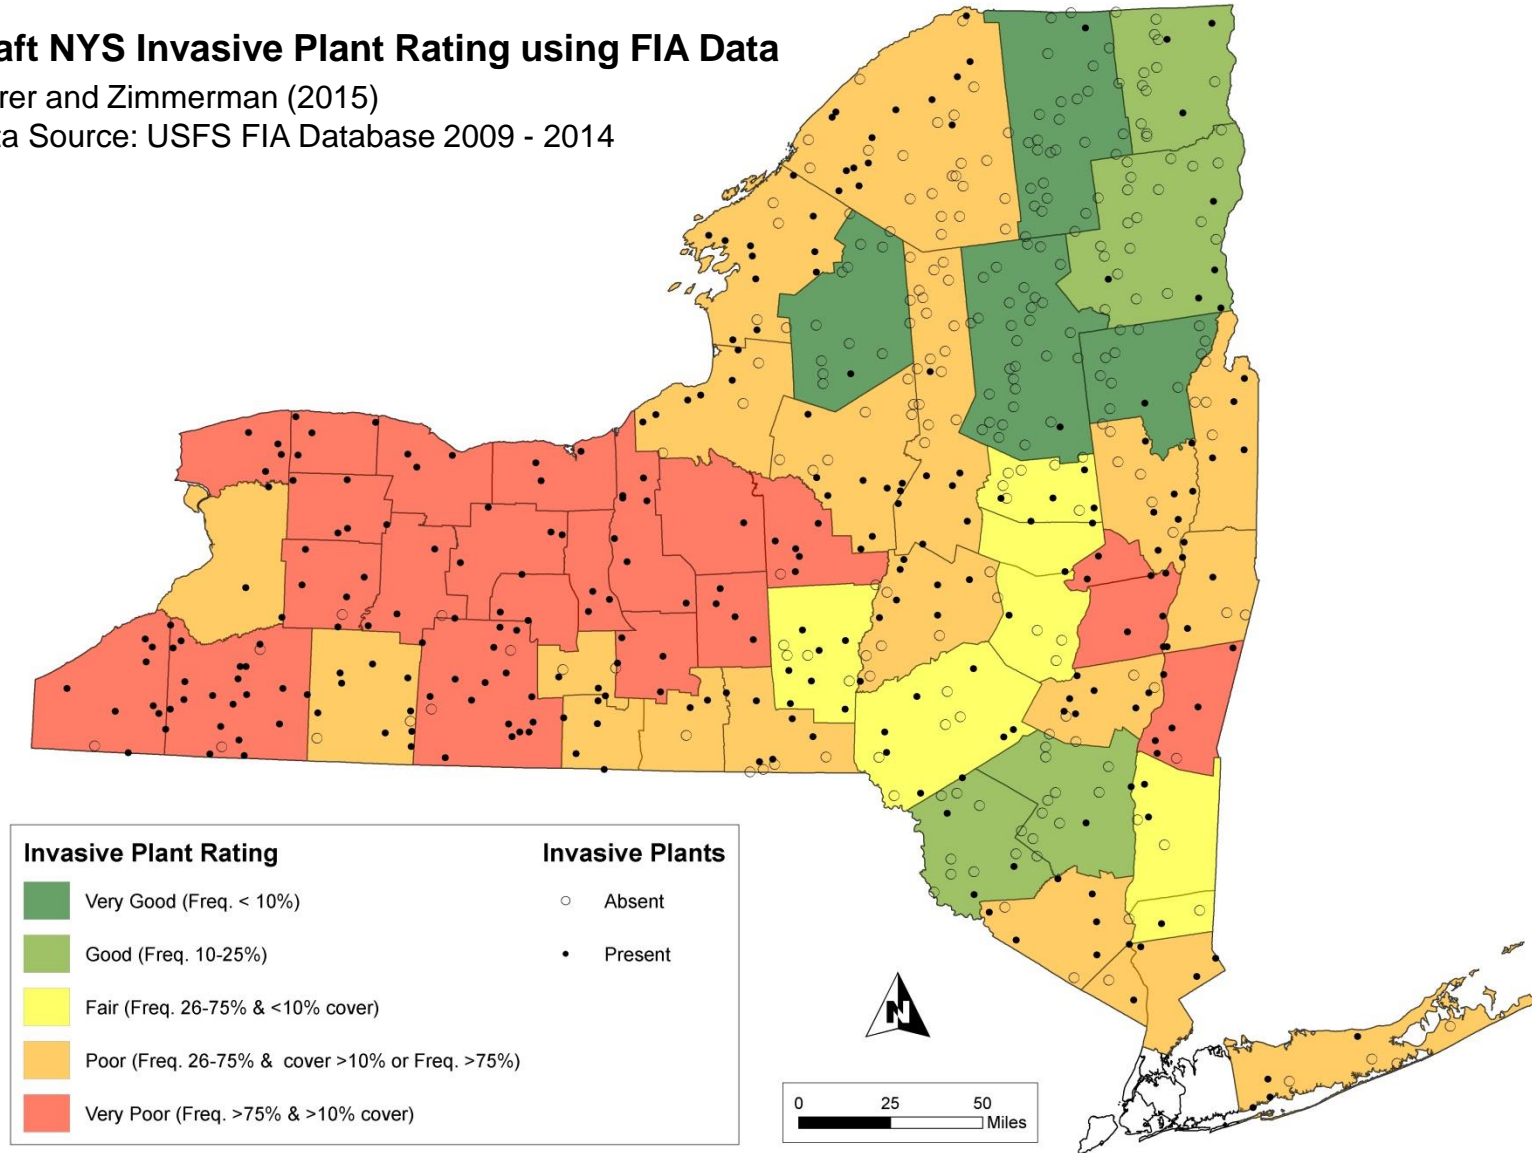 aft NYS Invasive Plant Rating using FIA Data
rer and Zimmerman (2015)
ta Source: USFS FIA Database 2009 - 2014
Invasive Plant Rating
Very Good (Freq. < 10%)
Good (Freq. 10-25%)
Fair (Freq. 26-75% & <10% cover)
Poor (Freq. 26-75% & cover >10% or Freq. >75%)
Very Poor (Freq. >75% & >10% cover)
Invasive Plants
Absent
Present
N
0 25 50
Miles